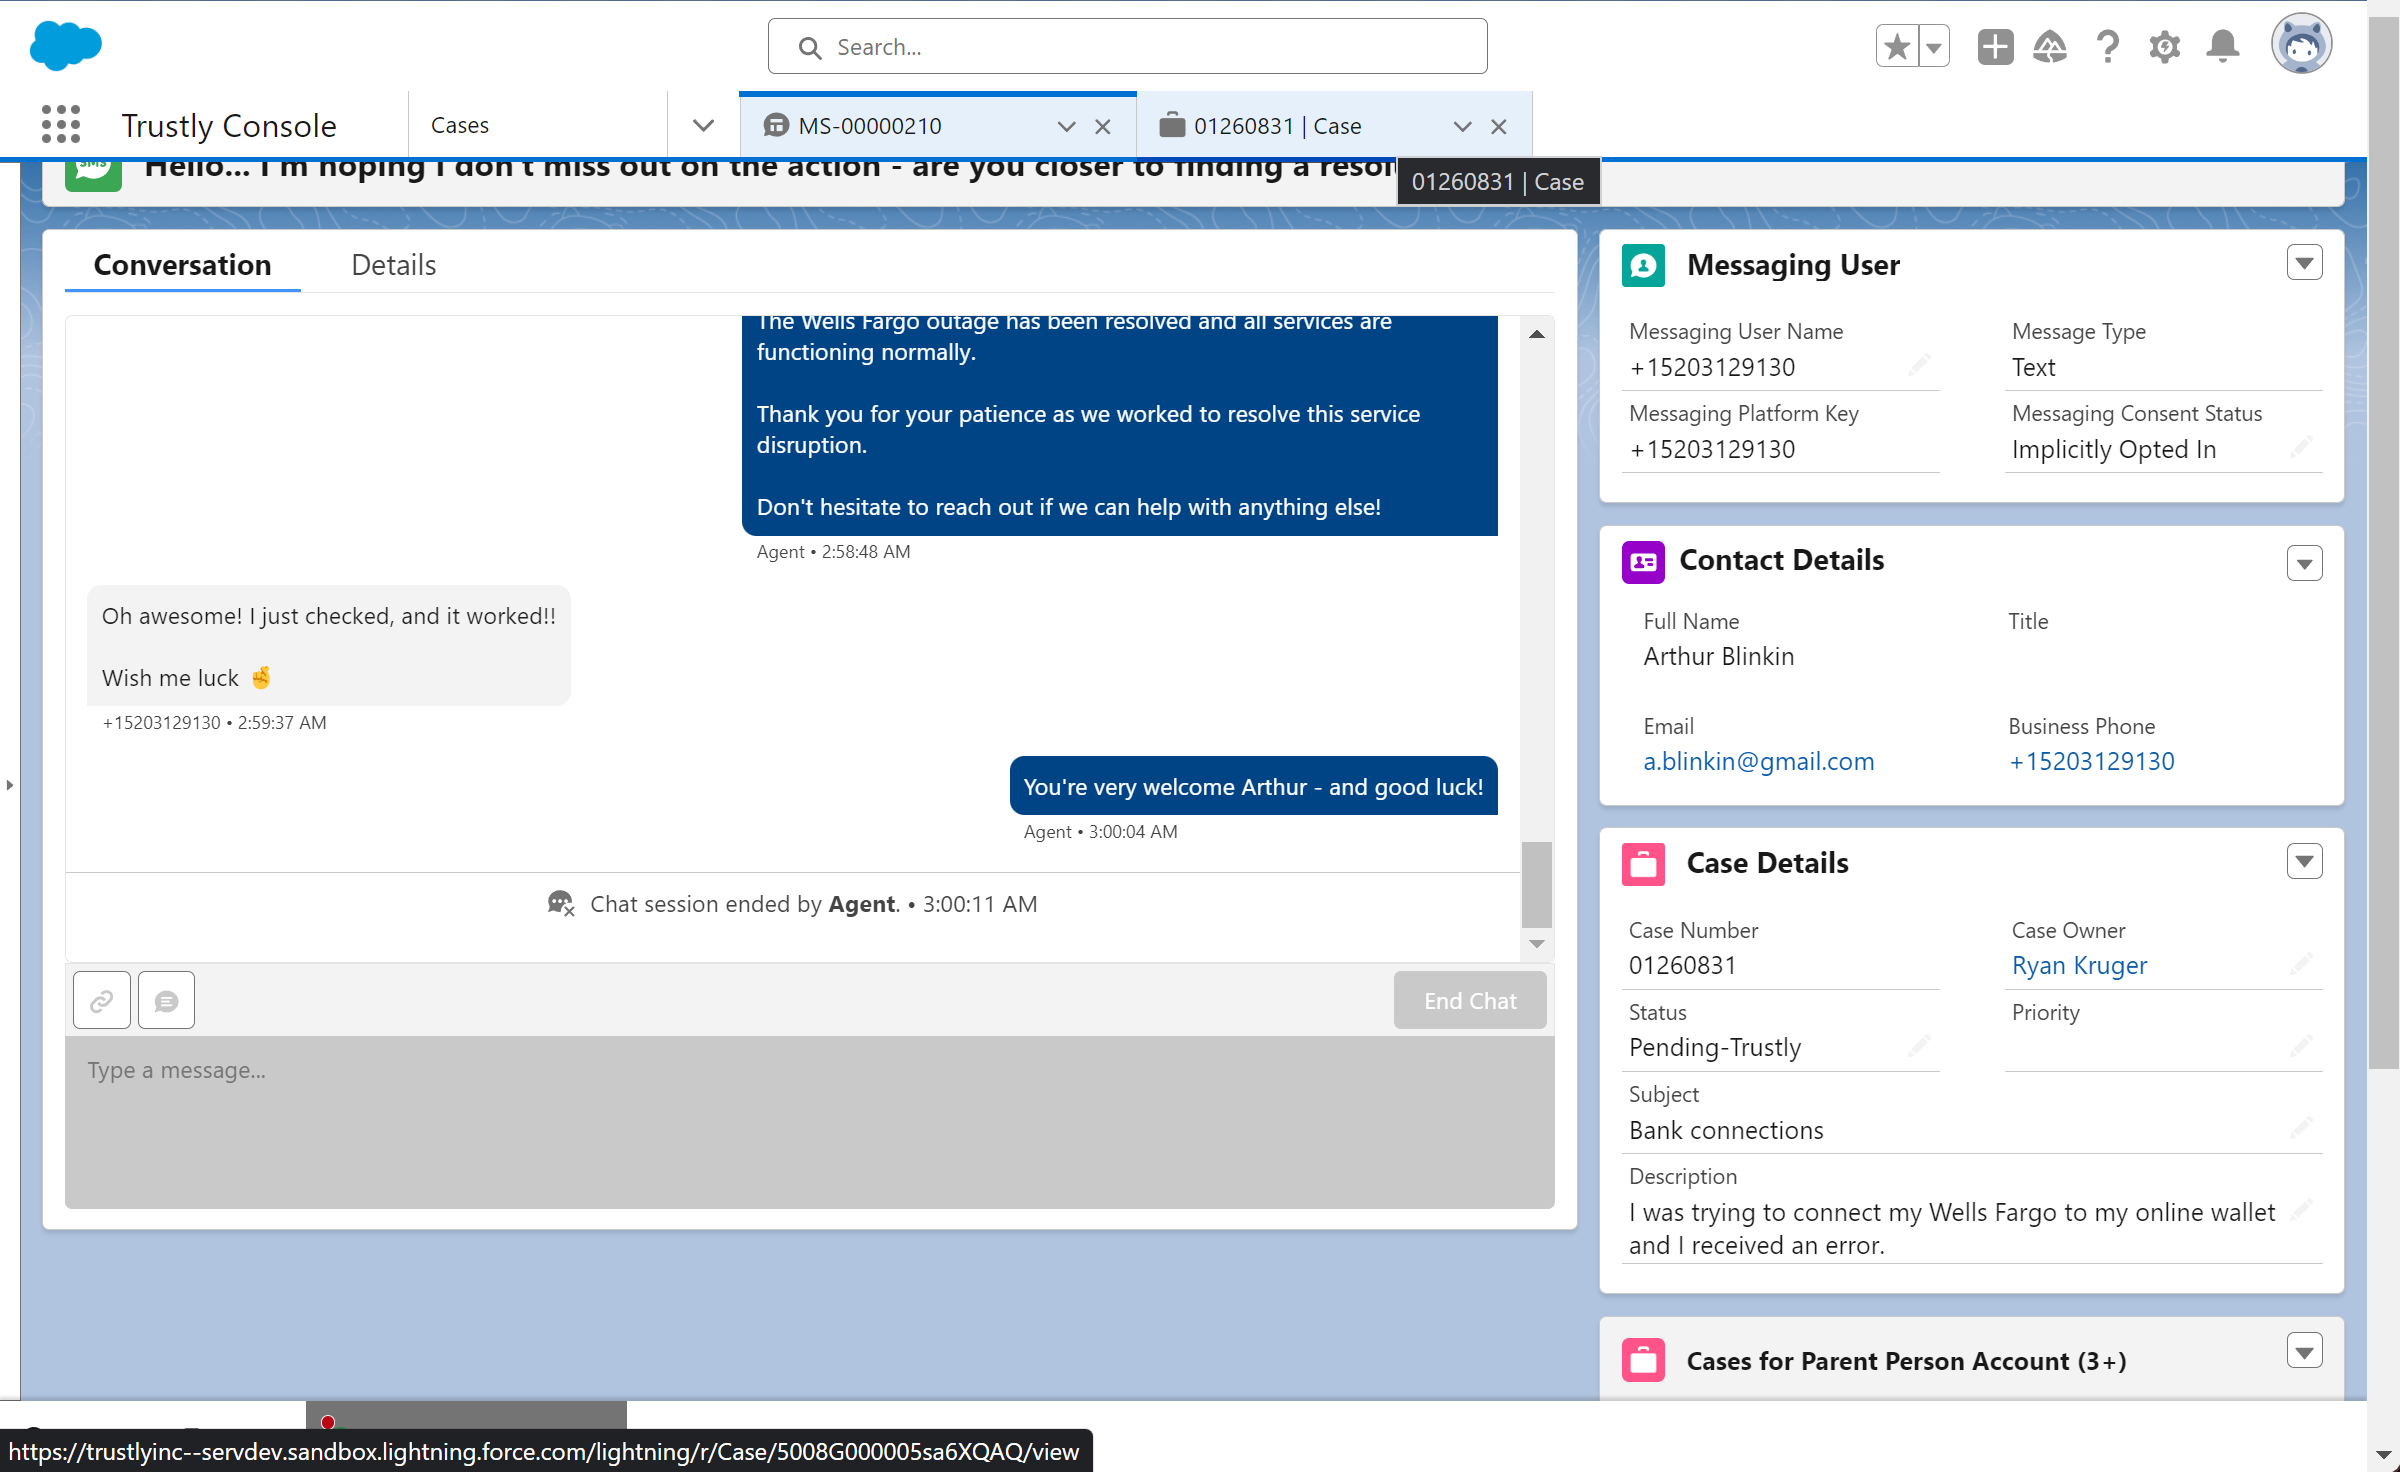 Search...
Trustly Console
Cases
MS-00000210
01260831 | Case
SMS
Hello... I'm hoping I don't miss out on the action - are you closer to finding a
01260831 | Case
Conversation
Details
The Wells Fargo outage has been resolved and all services are
functioning normally.
Thank you for your patience as we worked to resolve this service
disruption.
Don't hesitate to reach out if we can help with anything else!
Agent • 2:58:48 AM
Oh awesome! I just checked, and it worked!!
Wish me luck 🤞
+15203129130 • 2:59:37 AM
You're very welcome Arthur - and good luck!
Agent • 3:00:04 AM
Chat session ended by Agent. • 3:00:11 AM
End Chat
Type a message...
Messaging User
Messaging User Name
+15203129130
Message Type
Text
Messaging Platform Key
+15203129130
Messaging Consent Status
Implicitly Opted In
Contact Details
Full Name
Arthur Blinkin
Title
Email
a.blinkin@gmail.com
Business Phone
+15203129130
Case Details
Case Number
01260831
Case Owner
Ryan Kruger
Status
Pending-Trustly
Priority
Subject
Bank connections
Description
I was trying to connect my Wells Fargo to my online wallet
and I received an error.
Cases for Parent Person Account (3+)
https://trustlyinc--servdev.sandbox.lightning.force.com/lightning/r/Case/5008G000005sa6XQAQ/view